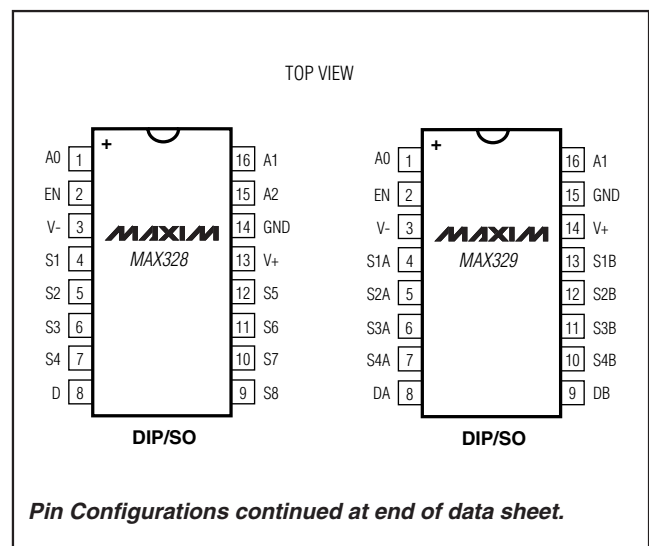 TOP VIEW
+
A0 1 16 A1
EN 2 15 A2
V- 3 14 GND
MAXIM
MAX328
S1 4 13 V+
S2 5 12 S5
S3 6 11 S6
S4 7 10 S7
D 8 9 S8
DIP/SO
+
A0 1 16 A1
EN 2 15 GND
V- 3 14 V+
MAXIM
MAX329
S1A 4 13 S1B
S2A 5 12 S2B
S3A 6 11 S3B
S4A 7 10 S4B
DA 8 9 DB
DIP/SO
Pin Configurations continued at end of data sheet.